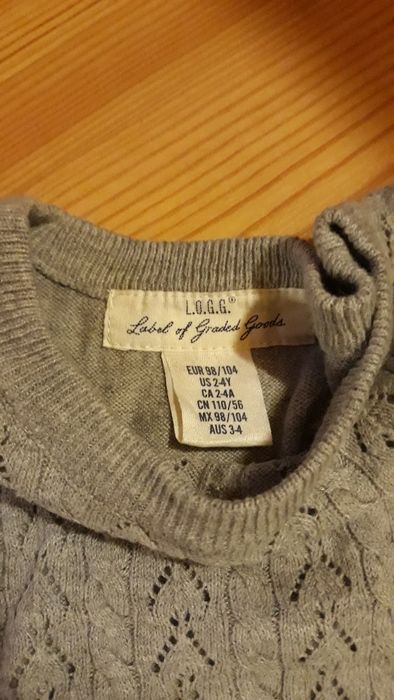 L.O.G.G.®
Label of Graded Goods
EUR 98/104
US 2-4Y
CA 2-4A
CN 110/56
MX 98/104
AUS 3-4